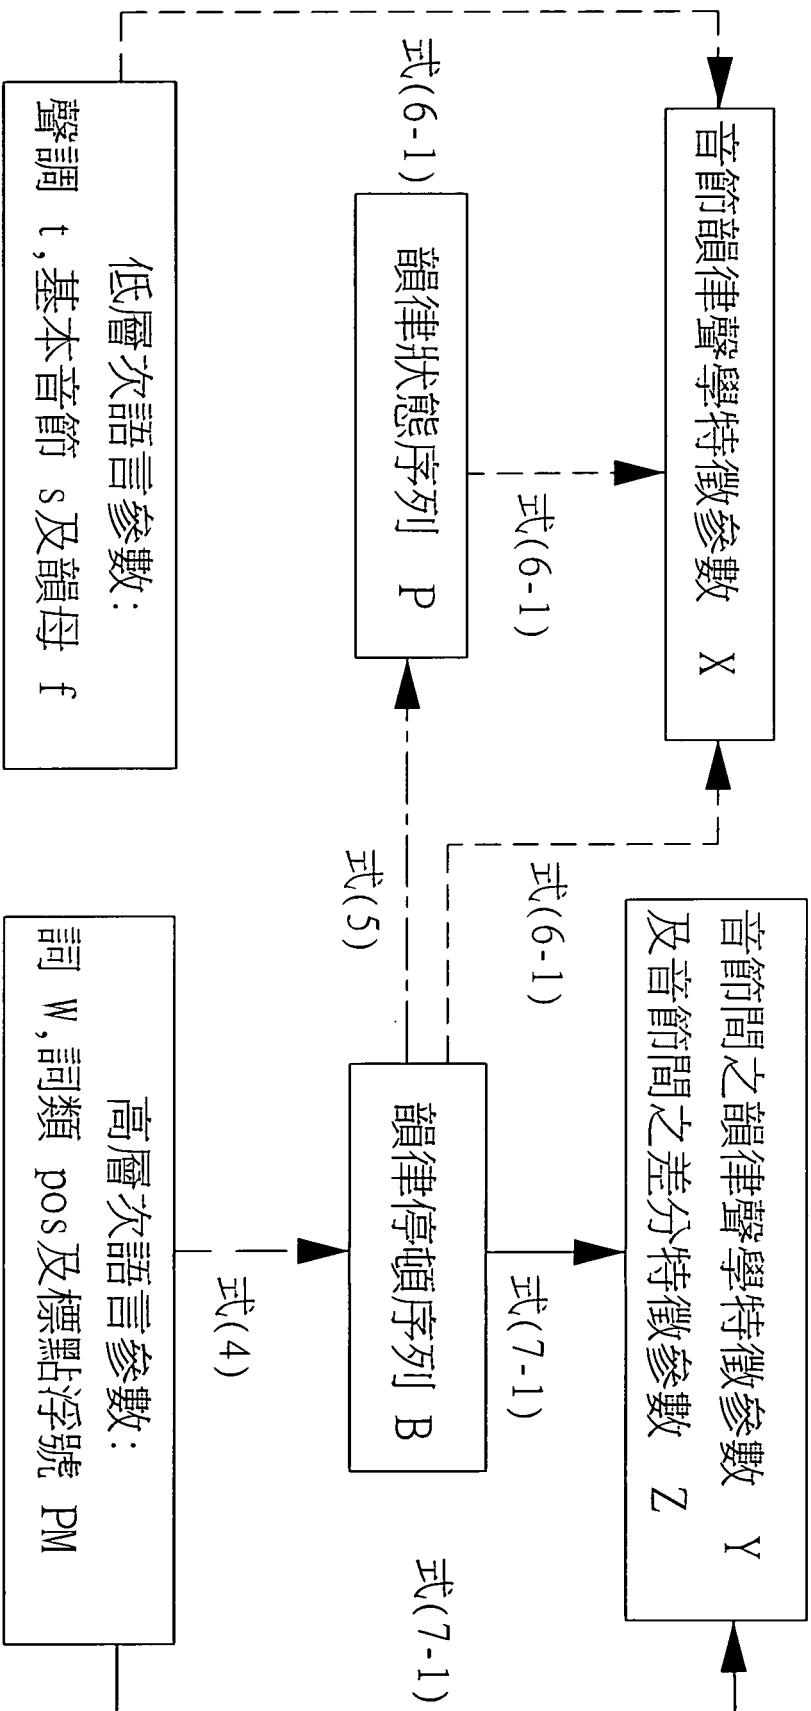 音節韻律聲學特徵參數 X
音節間之韻律聲學特徵參數 Y
及音節間之差分特徵參數 Z
式(6-1)
式(6-1)
式(6-1)
式(7-1)
式(7-1)
韻律狀態序列 P
式(5)
韻律停頓序列 B
式(4)
低層次語言參數:
聲調 t,基本音節 s及韻母 f
高層次語言參數:
詞 W,詞類 pos及標點浮號 PM